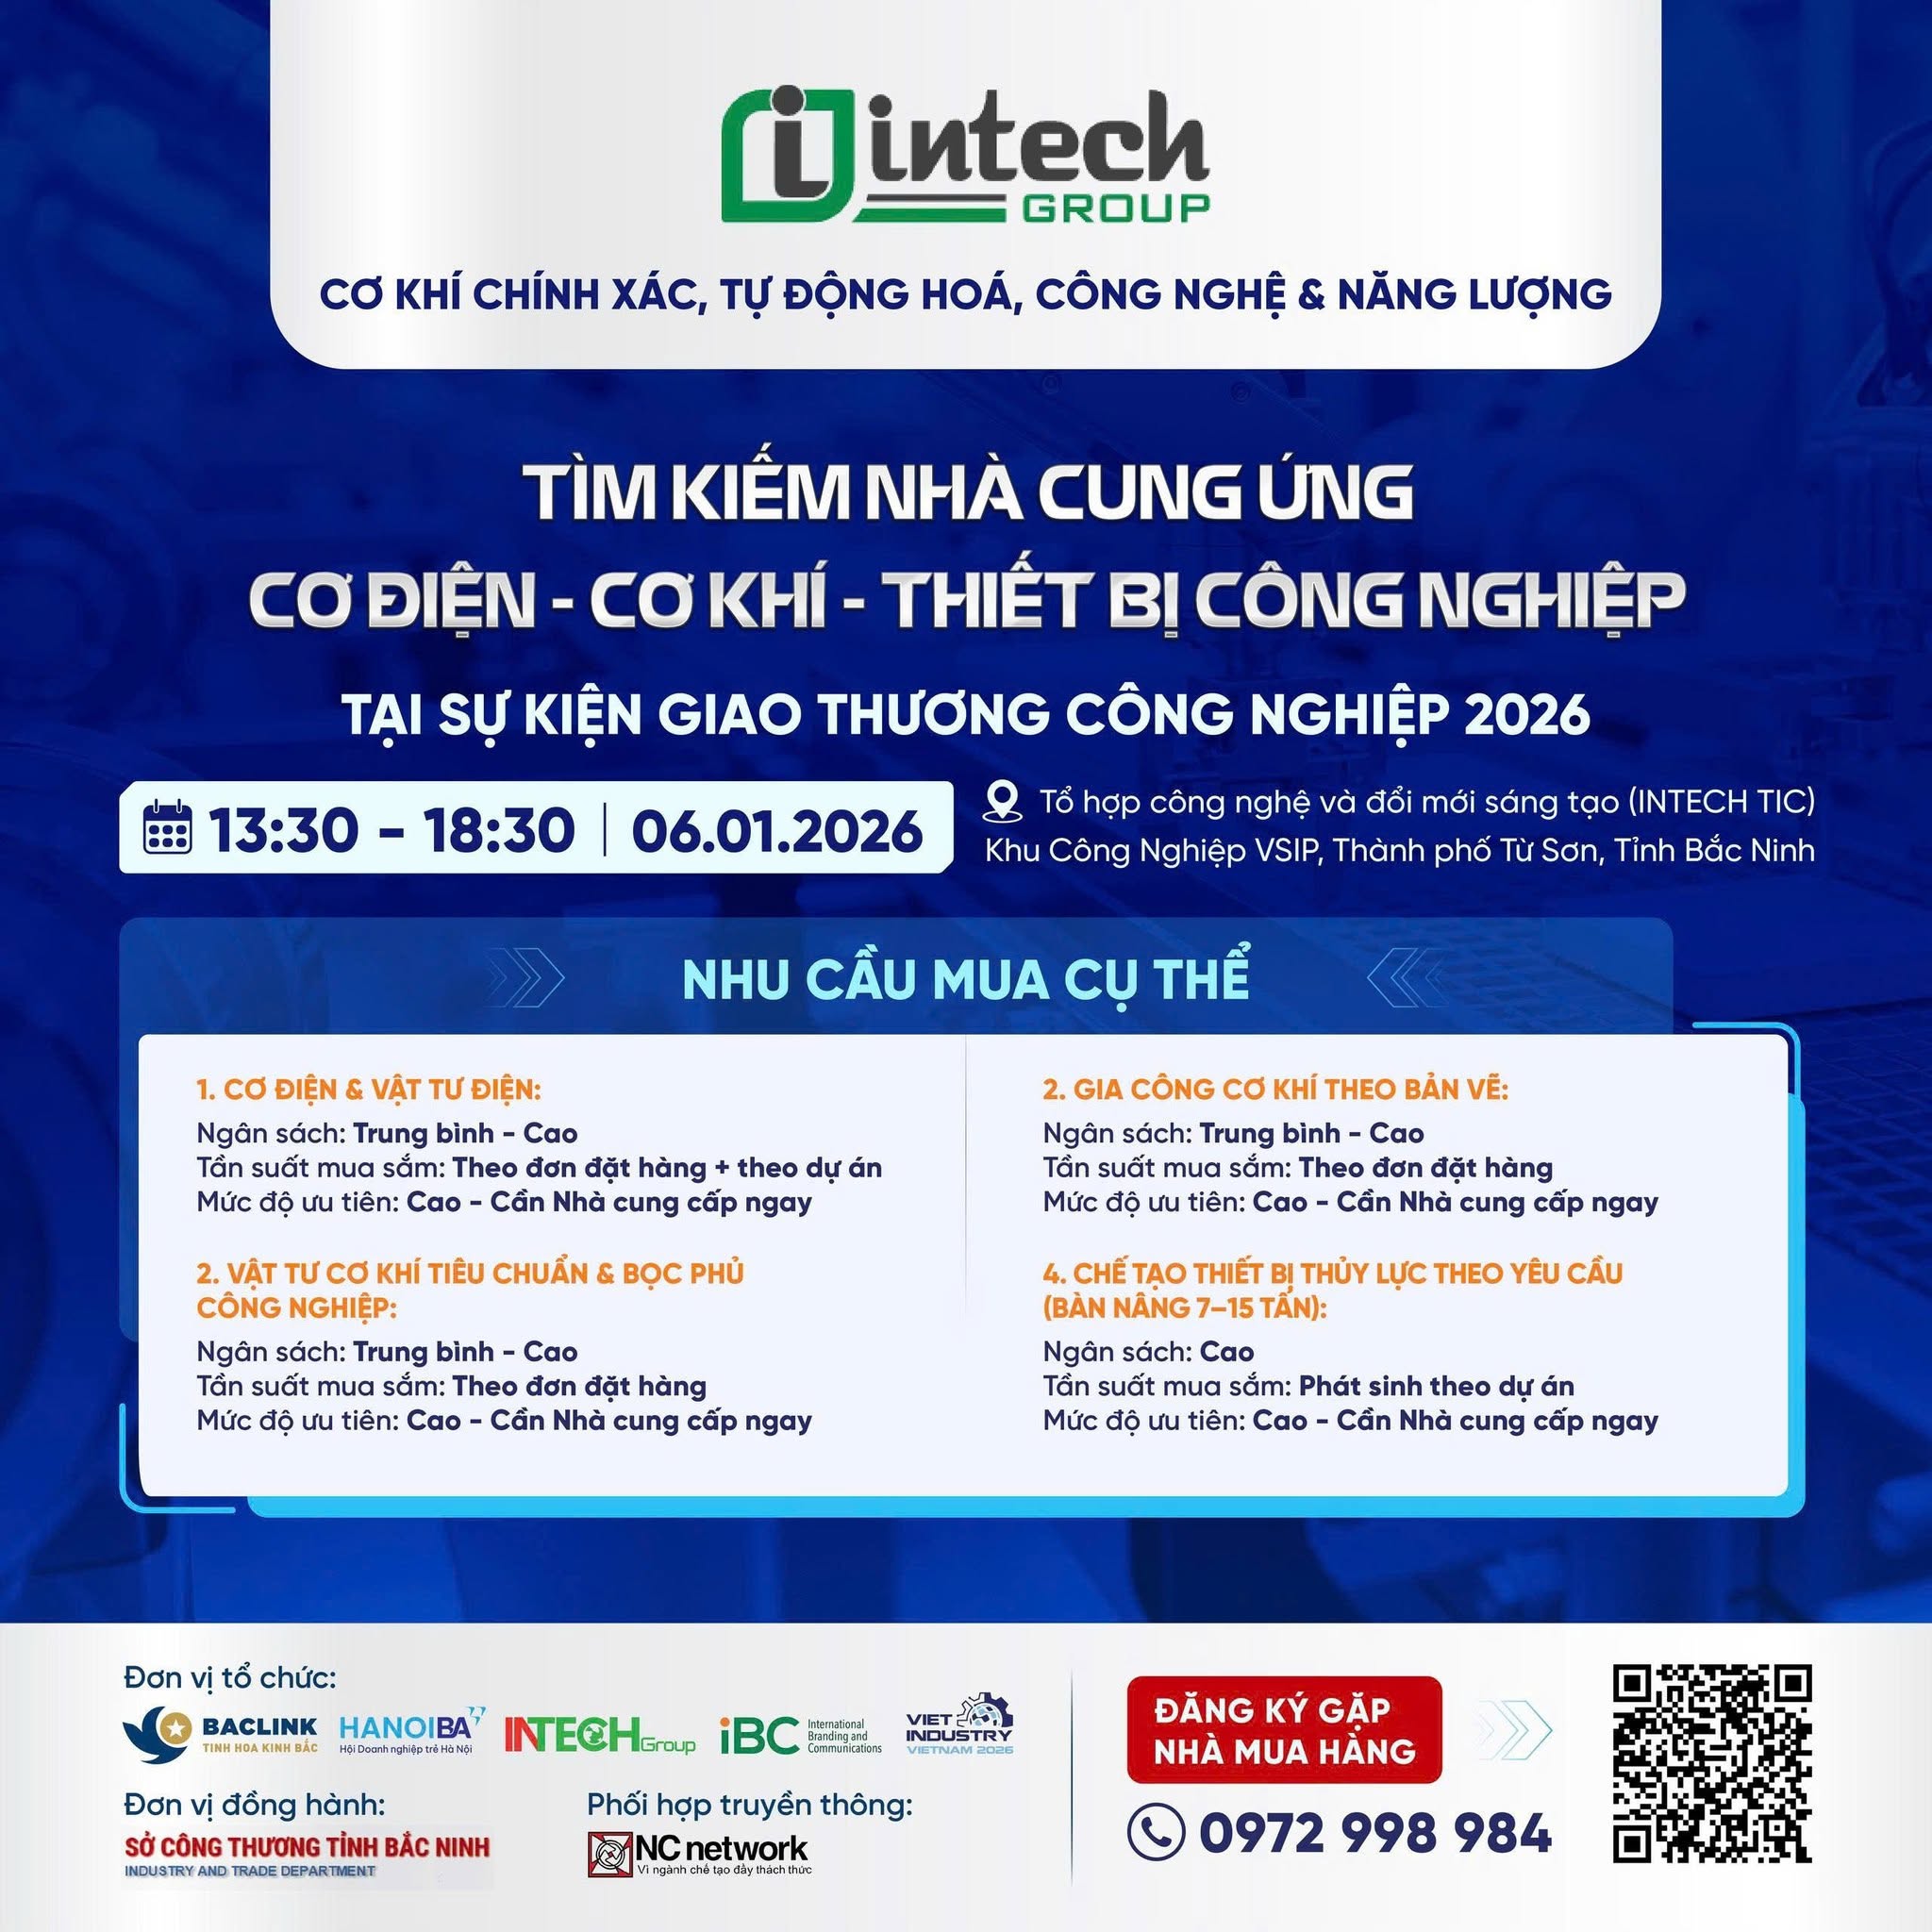 intech
GROUP
CƠ KHÍ CHÍNH XÁC, TỰ ĐỘNG HOÁ, CÔNG NGHỆ & NĂNG LƯỢNG
TÌM KIẾM NHÀ CUNG ỨNG
CƠ ĐIỆN - CƠ KHÍ - THIẾT BỊ CÔNG NGHIỆP
TẠI SỰ KIỆN GIAO THƯƠNG CÔNG NGHIỆP 2026
13:30 - 18:30 | 06.01.2026
Tổ hợp công nghệ và đổi mới sáng tạo (INTECH TIC)
Khu Công Nghiệp VSIP, Thành phố Từ Sơn, Tỉnh Bắc Ninh
NHU CẦU MUA CỤ THỂ
1. CƠ ĐIỆN & VẬT TƯ ĐIỆN:
Ngân sách: Trung bình - Cao
Tần suất mua sắm: Theo đơn đặt hàng + theo dự án
Mức độ ưu tiên: Cao - Cần Nhà cung cấp ngay
2. GIA CÔNG CƠ KHÍ THEO BẢN VẼ:
Ngân sách: Trung bình - Cao
Tần suất mua sắm: Theo đơn đặt hàng
Mức độ ưu tiên: Cao - Cần Nhà cung cấp ngay
2. VẬT TƯ CƠ KHÍ TIÊU CHUẨN & BỌC PHỦ
CÔNG NGHIỆP:
Ngân sách: Trung bình - Cao
Tần suất mua sắm: Theo đơn đặt hàng
Mức độ ưu tiên: Cao - Cần Nhà cung cấp ngay
4. CHẾ TẠO THIẾT BỊ THỦY LỰC THEO YÊU CẦU
(BÀN NÂNG 7–15 TẤN):
Ngân sách: Cao
Tần suất mua sắm: Phát sinh theo dự án
Mức độ ưu tiên: Cao - Cần Nhà cung cấp ngay
Đơn vị tổ chức:
BACLINK
TINH HOA KINH BẮC
HANOIBA
Hội Doanh nghiệp trẻ Hà Nội
INTECH Group
iBC
International
Branding and
Communications
VIET
INDUSTRY
VIETNAM 2026
Đơn vị đồng hành:
SỞ CÔNG THƯƠNG TỈNH BẮC NINH
INDUSTRY AND TRADE DEPARTMENT
Phối hợp truyền thông:
NC network
Vì ngành chế tạo đầy thách thức
ĐĂNG KÝ GẶP
NHÀ MUA HÀNG
0972 998 984